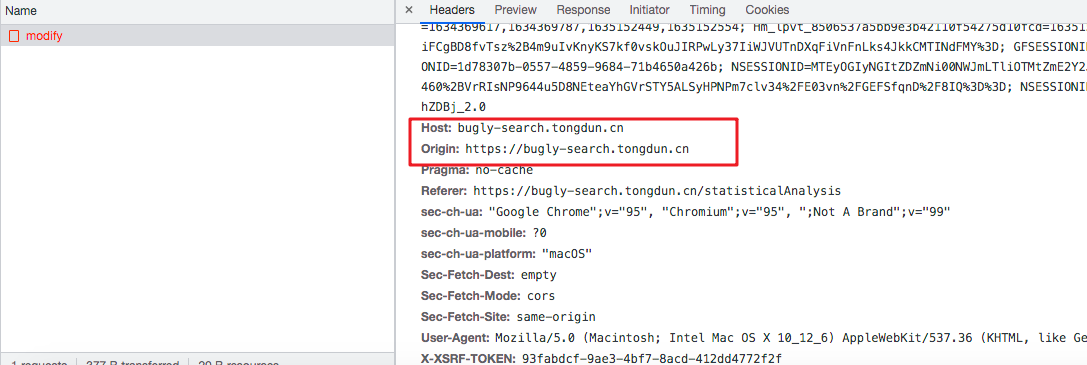 Name
modify
1 requests 377 B transferred 20 B resources
× Headers Preview Response Initiator Timing Cookies
=1634369617,1634369787,1635152449,1635152554; Hm_lpvt_8506537a5bb9e3b42110f54275d10fcd=16351
iFCgBD8fvTsz%2B4m9uIvKnyKS7kf0vskOuJIRPwLy37IiWJVUTnDXqFiVnFnLks4JkkCMTINdFMY%3D; GFSESSIONI
ONID=1d78307b-0557-4859-9684-71b4650a426b; NSESSIONID=MTEyOGIyNGItZDZmNi00NWJmLTliOTMtZmE2Y2
460%2BVrRIsNP9644u5D8NEteaYhGVrSTY5ALSyHPNPm7clv34%2FE03vn%2FGEFSfqnD%2F8IQ%3D%3D; NSESSIONI
hZDBj_2.0
Host: bugly-search.tongdun.cn
Origin: https://bugly-search.tongdun.cn
Pragma: no-cache
Referer: https://bugly-search.tongdun.cn/statisticalAnalysis
sec-ch-ua: "Google Chrome";v="95", "Chromium";v="95", ";Not A Brand";v="99"
sec-ch-ua-mobile: ?0
sec-ch-ua-platform: "macOS"
Sec-Fetch-Dest: empty
Sec-Fetch-Mode: cors
Sec-Fetch-Site: same-origin
User-Agent: Mozilla/5.0 (Macintosh; Intel Mac OS X 10_12_6) AppleWebKit/537.36 (KHTML, like Ge
X-XSRF-TOKEN: 93fabdcf-9ae3-4bf7-8acd-412dd4772f2f